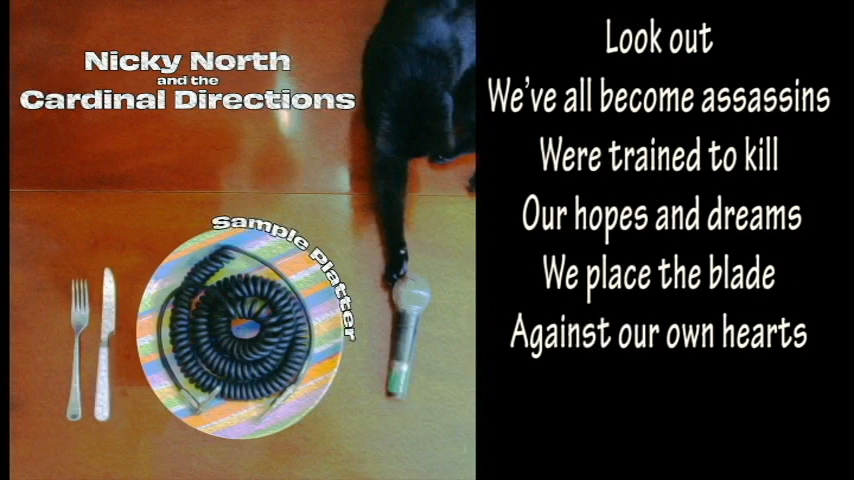 Nicky North
and the
Cardinal Directions
Sample Platter
Look out
We've all become assassins
Were trained to kill
Our hopes and dreams
We place the blade
Against our own hearts